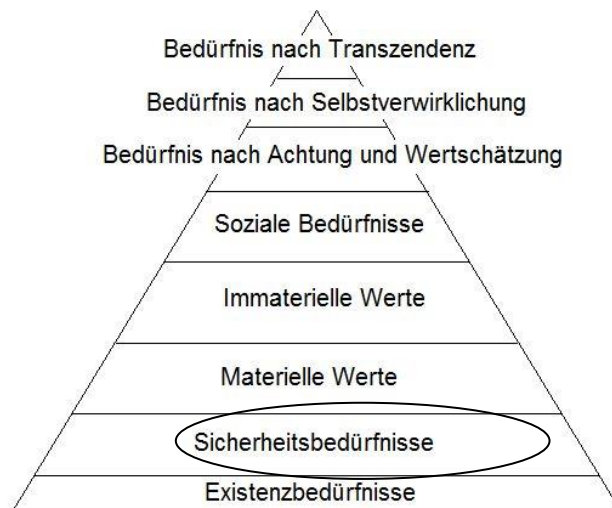 Bedürfnis nach Transzendenz
Bedürfnis nach Selbstverwirklichung
Bedürfnis nach Achtung und Wertschätzung
Soziale Bedürfnisse
Immaterielle Werte
Materielle Werte
Sicherheitsbedürfnisse
Existenzbedürfnisse